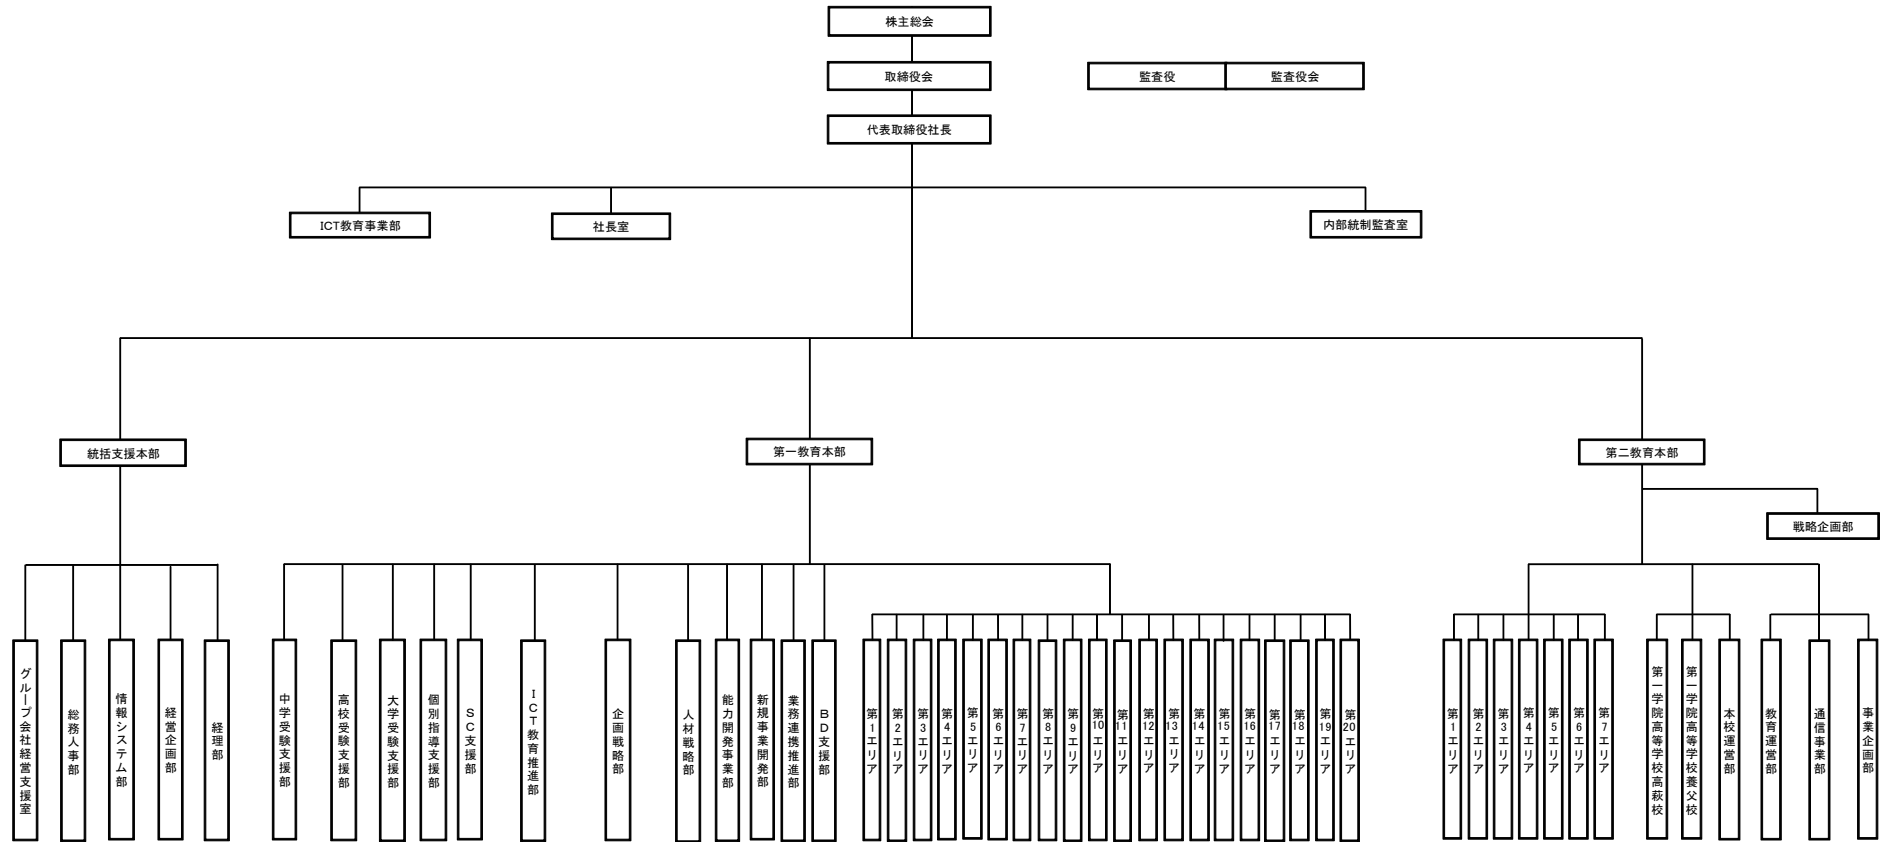 株主総会
取締役会
監査役
監査役会
代表取締役社長
ICT教育事業部
社長室
内部統制監査室
統括支援本部
第一教育本部
第二教育本部
戦略企画部
グループ会社経営支援室
総務人事部
情報システム部
経営企画部
経理部
中学受験支援部
高校受験支援部
大学受験支援部
個別指導支援部
SC支援部
ICT教育推進部
企画戦略部
人材戦略部
能力開発事業部
新規事業開発部
業務連携推進部
BD支援部
第1エリア
第2エリア
第3エリア
第4エリア
第5エリア
第6エリア
第7エリア
第8エリア
第9エリア
第10エリア
第11エリア
第12エリア
第13エリア
第14エリア
第15エリア
第16エリア
第17エリア
第18エリア
第19エリア
第20エリア
第1エリア
第2エリア
第3エリア
第4エリア
第5エリア
第6エリア
第7エリア
第一学院高等学校高萩校
第一学院高等学校養父校
本校運営部
教育運営部
通信事業部
事業企画部